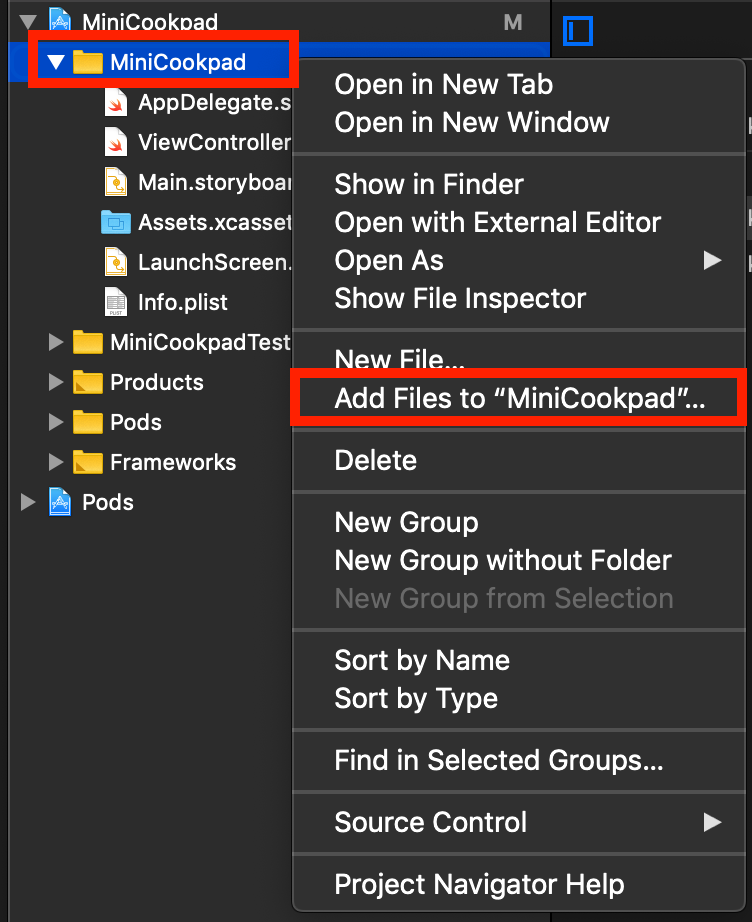 MiniCookpad
M
MiniCookpad
AppDelegate.s
ViewController
Main.storyboar
Assets.xcasset
LaunchScreen.
Info.plist
MiniCookpadTest
Products
Pods
Frameworks
Pods
Open in New Tab
Open in New Window
Show in Finder
Open with External Editor
Open As
Show File Inspector
New File...
Add Files to “MiniCookpad”...
Delete
New Group
New Group without Folder
New Group from Selection
Sort by Name
Sort by Type
Find in Selected Groups...
Source Control
Project Navigator Help